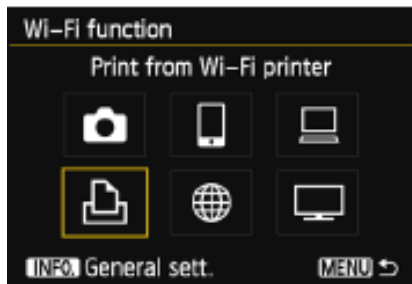 Wi-Fi function
Print from Wi-Fi printer
INFO. General sett.
MENU